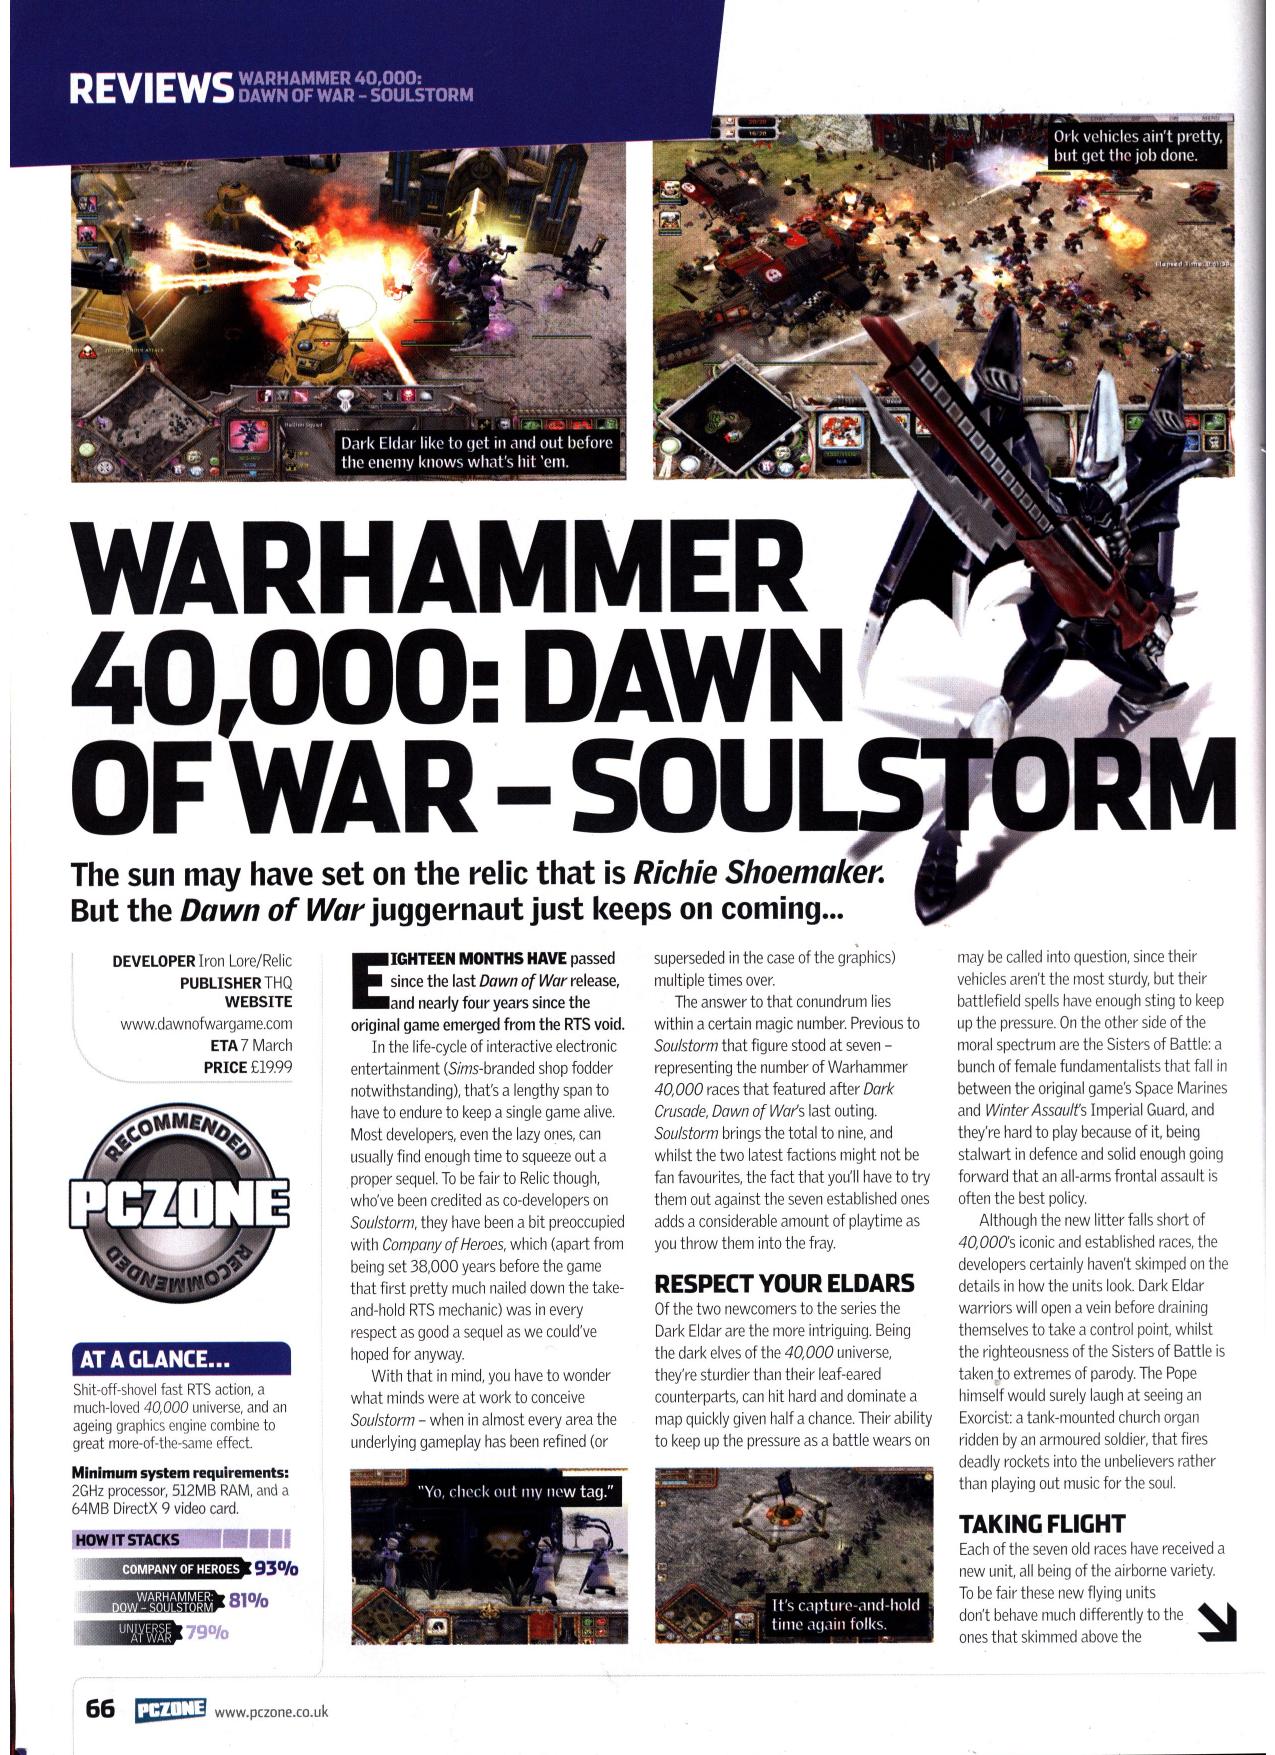 REVIEWS WARHAMMER 40,000:
DAWN OF WAR – SOULSTORM
Ork vehicles ain't pretty,
but get the job done.
Dark Eldar like to get in and out before
the enemy knows what's hit 'em.
WARHAMMER
40,000: DAWN
OF WAR – SOULSTORM
The sun may have set on the relic that is Richie Shoemaker.
But the Dawn of War juggernaut just keeps on coming...
DEVELOPER Iron Lore/Relic
PUBLISHER THQ
WEBSITE
www.dawnofwargame.com
ETA 7 March
PRICE £19.99
RECOMMENDED
PCZONE
RECOMMENDED
AT A GLANCE...
Shit-off-shovel fast RTS action, a
much-loved 40,000 universe, and an
ageing graphics engine combine to
great more-of-the-same effect.
Minimum system requirements:
2GHz processor, 512MB RAM, and a
64MB DirectX 9 video card.
HOW IT STACKS
COMPANY OF HEROES 93%
WARHAMMER:
DOW – SOULSTORM 81%
UNIVERSE
AT WAR 79%
EIGHTEEN MONTHS HAVE passed
since the last Dawn of War release,
and nearly four years since the
original game emerged from the RTS void.
In the life-cycle of interactive electronic
entertainment (Sims-branded shop fodder
notwithstanding), that's a lengthy span to
have to endure to keep a single game alive.
Most developers, even the lazy ones, can
usually find enough time to squeeze out a
proper sequel. To be fair to Relic though,
who've been credited as co-developers on
Soulstorm, they have been a bit preoccupied
with Company of Heroes, which (apart from
being set 38,000 years before the game
that first pretty much nailed down the take-
and-hold RTS mechanic) was in every
respect as good a sequel as we could've
hoped for anyway.
With that in mind, you have to wonder
what minds were at work to conceive
Soulstorm – when in almost every area the
underlying gameplay has been refined (or
"Yo, check out my new tag."
superseded in the case of the graphics)
multiple times over.
The answer to that conundrum lies
within a certain magic number. Previous to
Soulstorm that figure stood at seven –
representing the number of Warhammer
40,000 races that featured after Dark
Crusade, Dawn of War's last outing.
Soulstorm brings the total to nine, and
whilst the two latest factions might not be
fan favourites, the fact that you'll have to try
them out against the seven established ones
adds a considerable amount of playtime as
you throw them into the fray.
RESPECT YOUR ELDARS
Of the two newcomers to the series the
Dark Eldar are the more intriguing. Being
the dark elves of the 40,000 universe,
they're sturdier than their leaf-eared
counterparts, can hit hard and dominate a
map quickly given half a chance. Their ability
to keep up the pressure as a battle wears on
It's capture-and-hold
time again folks.
may be called into question, since their
vehicles aren't the most sturdy, but their
battlefield spells have enough sting to keep
up the pressure. On the other side of the
moral spectrum are the Sisters of Battle: a
bunch of female fundamentalists that fall in
between the original game's Space Marines
and Winter Assault's Imperial Guard, and
they're hard to play because of it, being
stalwart in defence and solid enough going
forward that an all-arms frontal assault is
often the best policy.
Although the new litter falls short of
40,000's iconic and established races, the
developers certainly haven't skimped on the
details in how the units look. Dark Eldar
warriors will open a vein before draining
themselves to take a control point, whilst
the righteousness of the Sisters of Battle is
taken to extremes of parody. The Pope
himself would surely laugh at seeing an
Exorcist: a tank-mounted church organ
ridden by an armoured soldier, that fires
deadly rockets into the unbelievers rather
than playing out music for the soul.
TAKING FLIGHT
Each of the seven old races have received a
new unit, all being of the airborne variety.
To be fair these new flying units
don't behave much differently to the
ones that skimmed above the
66 PCZONE www.pczone.co.uk